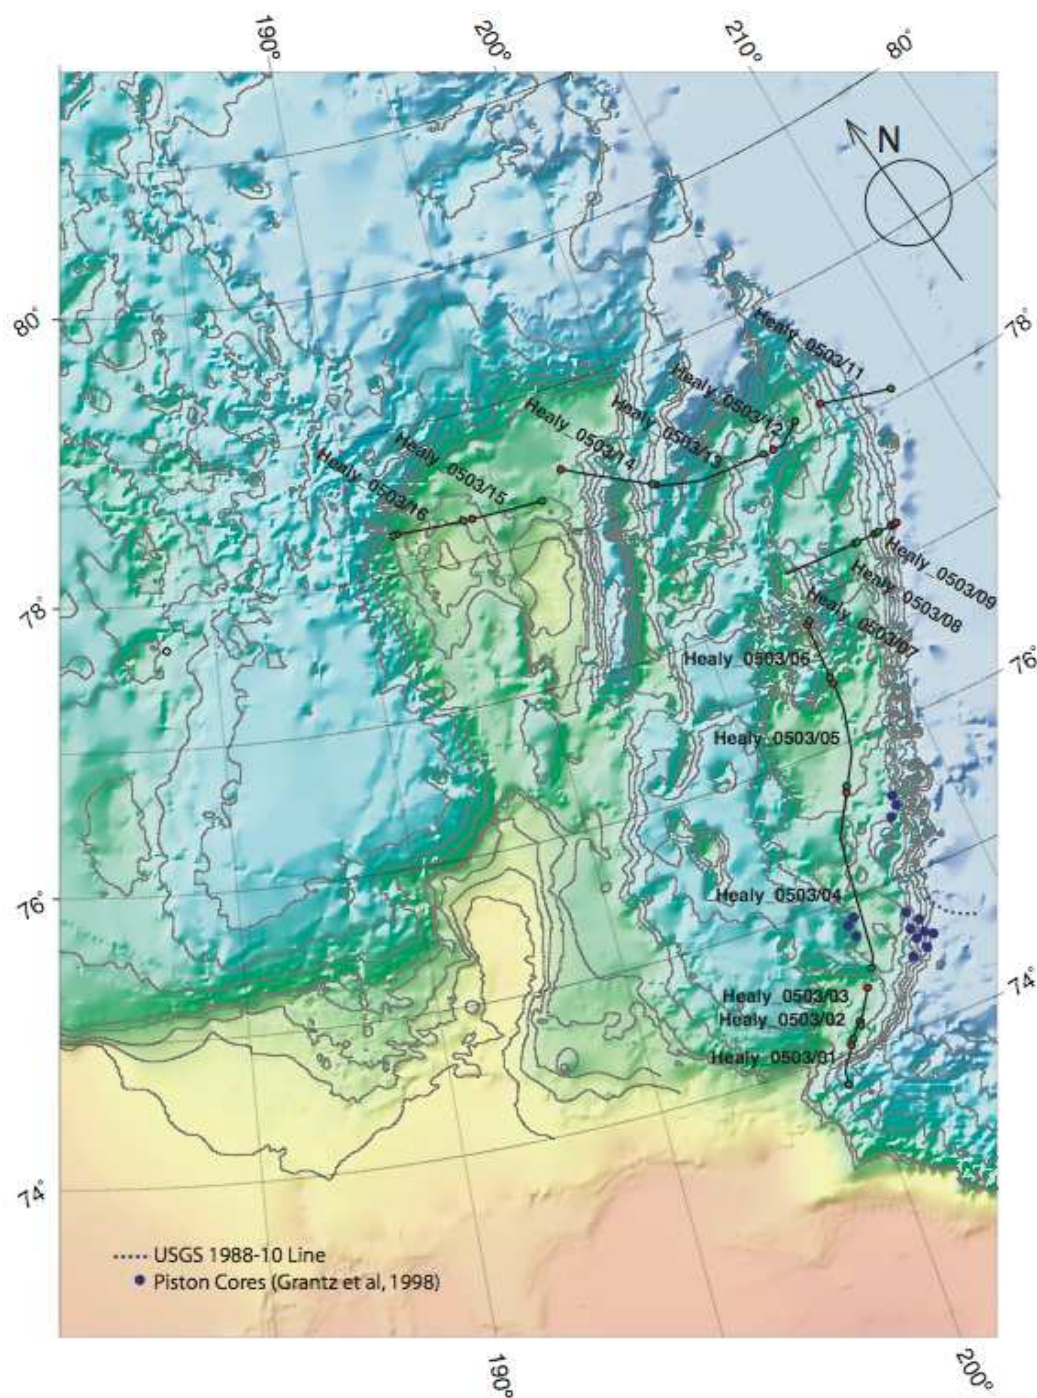 190°
200°
210°
80°
N
80°
78°
Healy_0503/11
Healy_0503/12
Healy_0503/13
Healy_0503/14
Healy_0503/15
Healy_0503/16
Healy_0503/09
Healy_0503/08
Healy_0503/07
78°
Healy_0503/06
76°
Healy_0503/05
76°
Healy_0503/04
74°
Healy_0503/03
Healy_0503/02
Healy_0503/01
74°
USGS 1988-10 Line
Piston Cores (Grantz et al, 1998)
190°
200°